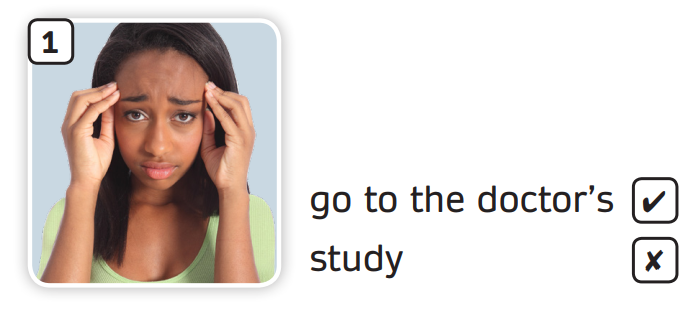 1
go to the doctor's ✔
study ✘